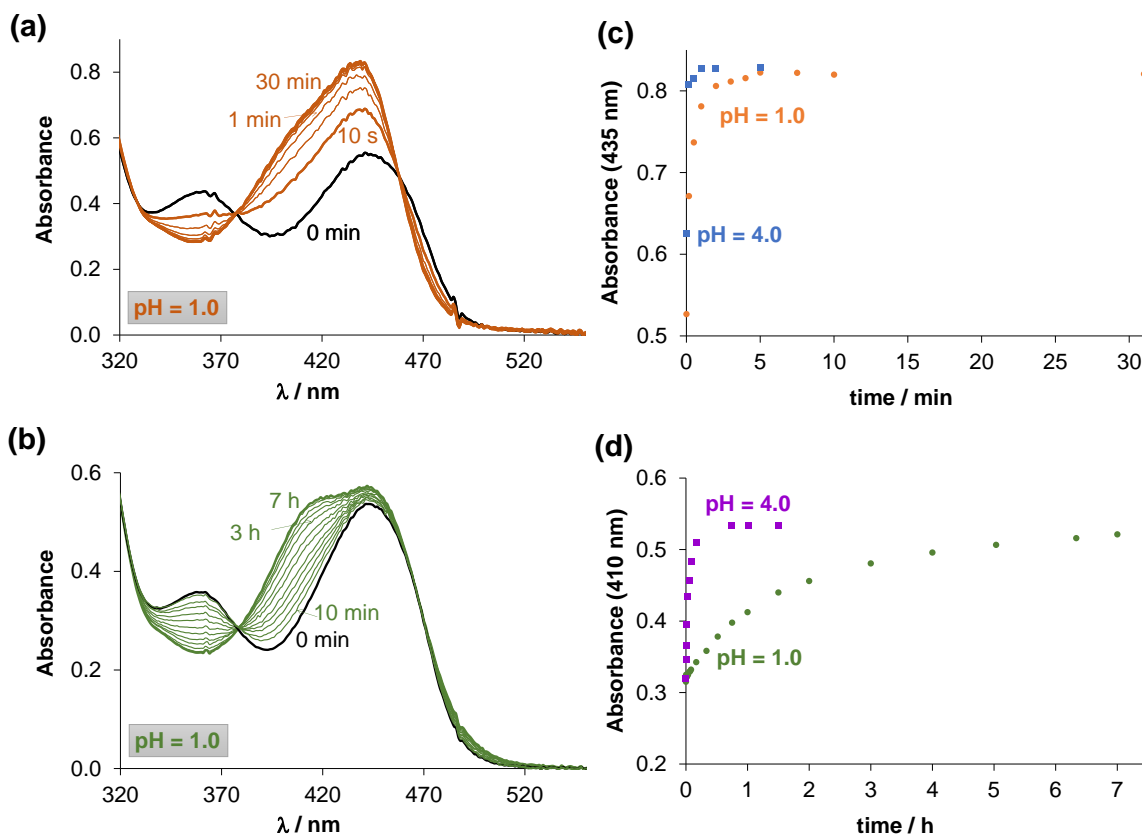 (a)
0.8
0.6
0.4
0.2
0.0
Absorbance
30 min
1 min
10 s
0 min
pH = 1.0
320 370 420 470 520
λ / nm
(b)
0.6
0.4
0.2
0.0
Absorbance
7 h
3 h
10 min
0 min
pH = 1.0
320 370 420 470 520
λ / nm
(c)
0.9
0.8
0.7
0.6
0.5
Absorbance (435 nm)
pH = 1.0
pH = 4.0
0 5 10 15 20 25 30
time / min
(d)
0.6
0.5
0.4
0.3
0.2
Absorbance (410 nm)
pH = 4.0
pH = 1.0
0 1 2 3 4 5 6 7
time / h